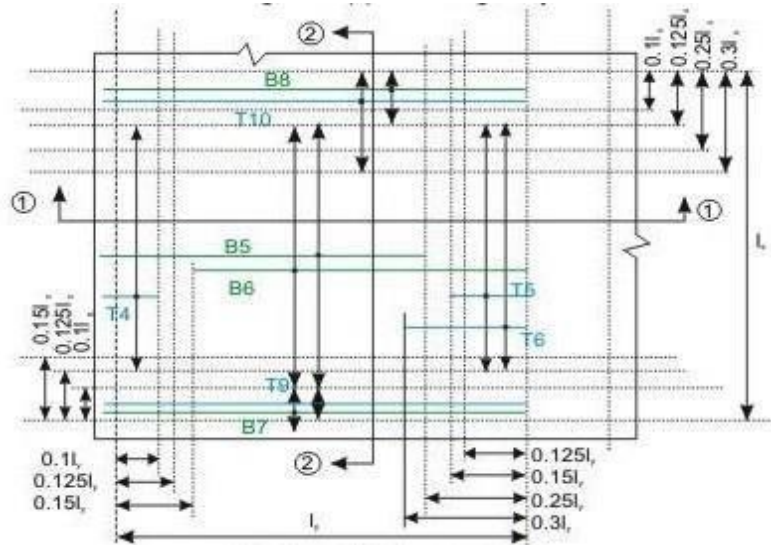 ②
0.1l,
0.125l,
0.25l,
0.3l,
B8
T10
①
①
B5
B6
l,
T4
T5
T6
0.15l,
0.125l,
0.1l,
T9
B7
②
0.1l,
0.125l,
0.15l,
0.125l,
0.15l,
0.25l,
0.3l,
l,